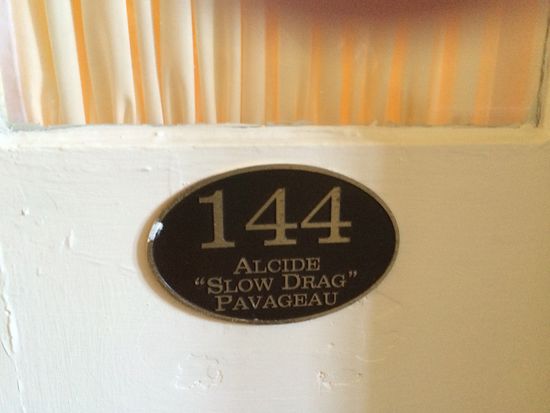 144
ALCIDE
“SLOW DRAG”
PAVAGEAU